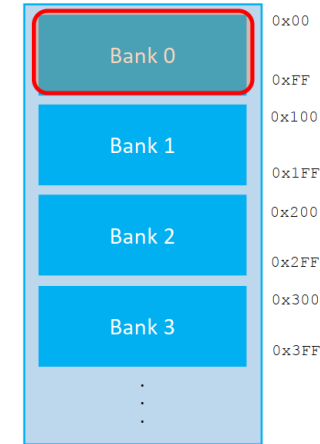 0x00
Bank 0
0xFF
0x100
Bank 1
0x1FF
0x200
Bank 2
0x2FF
0x300
Bank 3
0x3FF
.
.
.